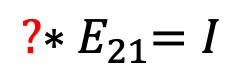 ?* E₂₁= I